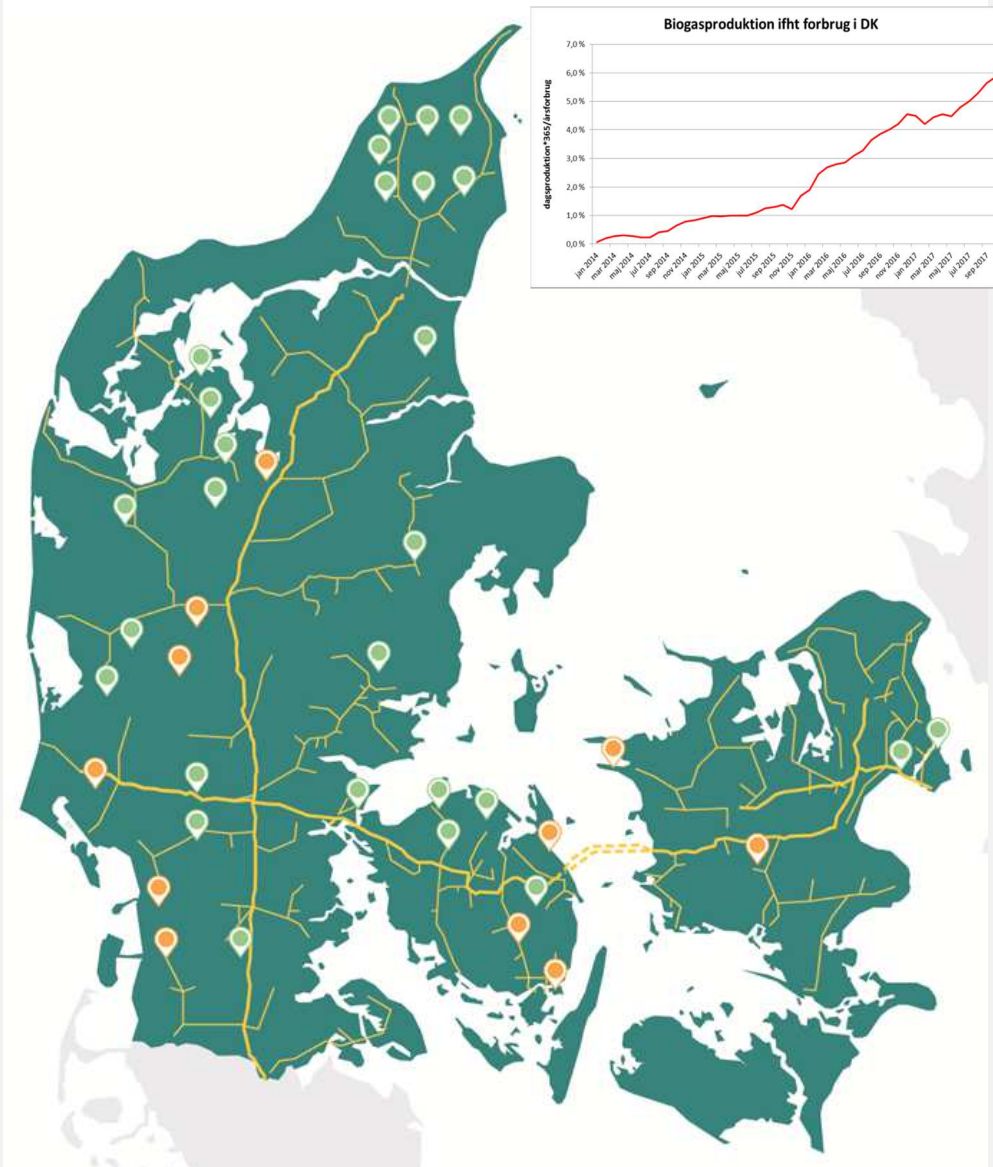 Biogasproduktion ifht forbrug i DK
dagsproduktion*365/årsforbrug
7,0 %
6,0 %
5,0 %
4,0 %
3,0 %
2,0 %
1,0 %
0,0 %
jan 2014
mar 2014
maj 2014
jul 2014
sep 2014
nov 2014
jan 2015
mar 2015
maj 2015
jul 2015
sep 2015
nov 2015
jan 2016
mar 2016
maj 2016
jul 2016
sep 2016
nov 2016
jan 2017
mar 2017
maj 2017
jul 2017
sep 2017